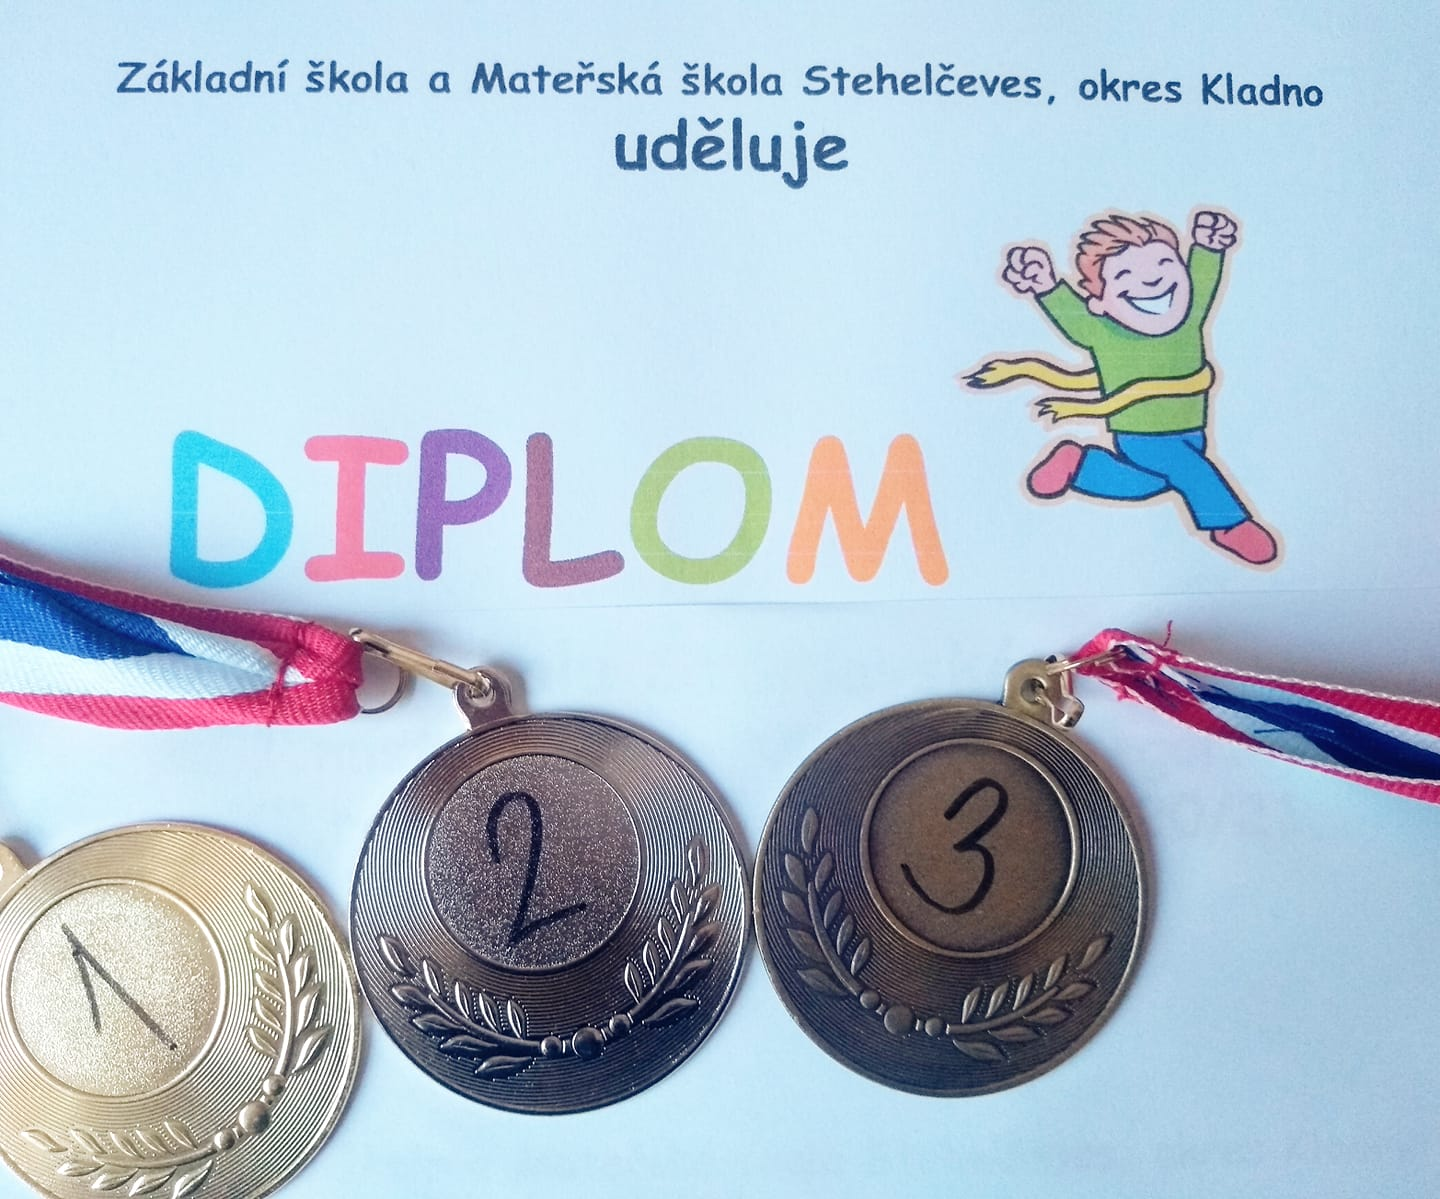 Základní škola a Mateřská škola Stehelčeves, okres Kladno
uděluje
DIPLOM
1
2
3